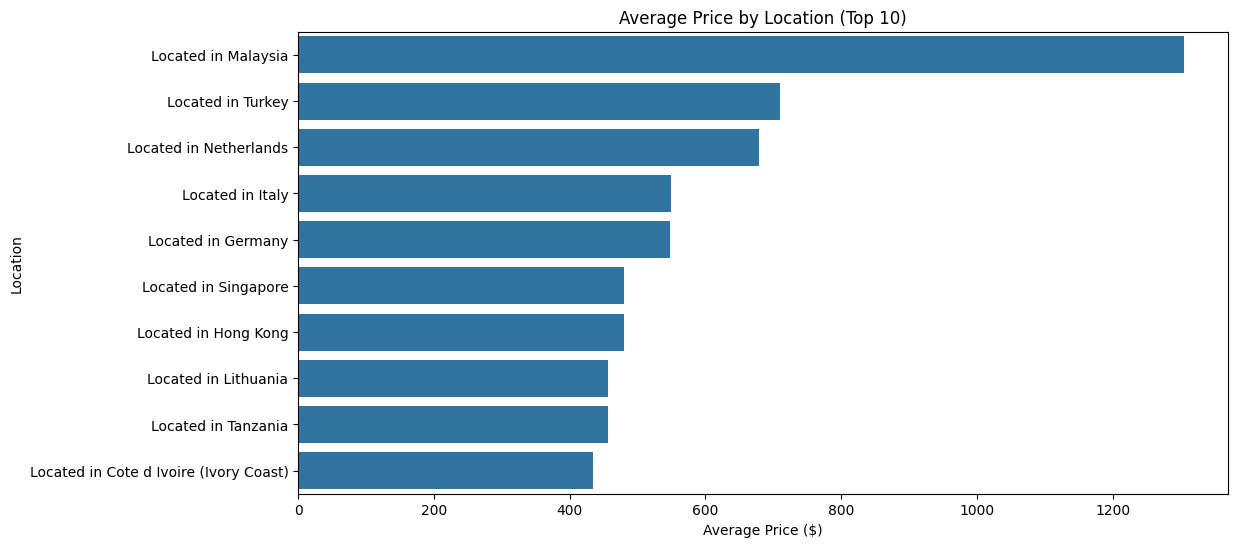 Average Price by Location (Top 10)
Location
Located in Malaysia
Located in Turkey
Located in Netherlands
Located in Italy
Located in Germany
Located in Singapore
Located in Hong Kong
Located in Lithuania
Located in Tanzania
Located in Cote d Ivoire (Ivory Coast)
0 200 400 600 800 1000 1200
Average Price ($)